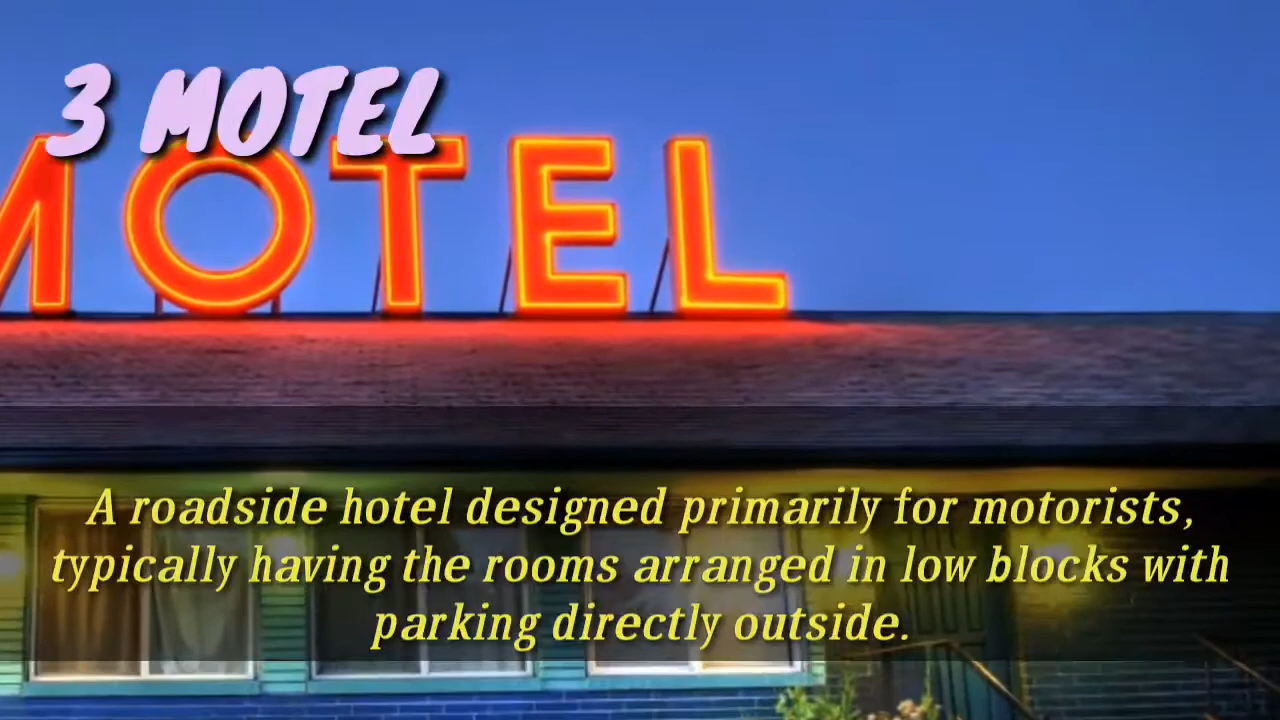 3 MOTEL
MOTEL
A roadside hotel designed primarily for motorists,
typically having the rooms arranged in low blocks with
parking directly outside.